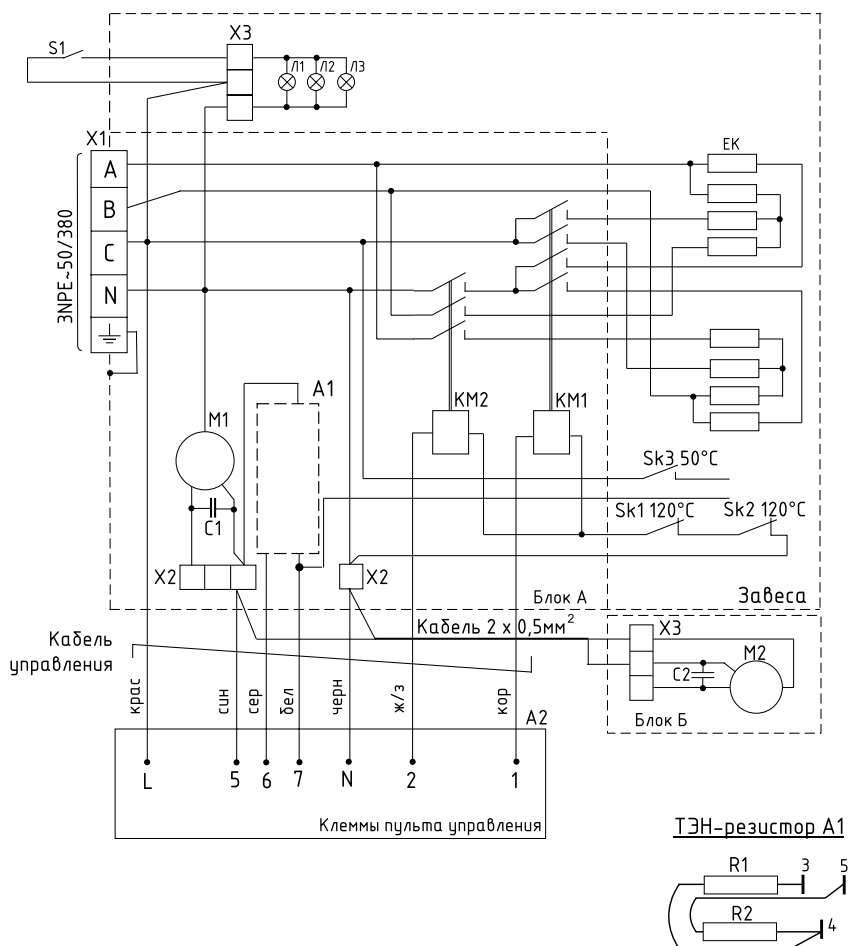 S1
X3
Л1
Л2
Л3
X1
A
B
C
N
3NPE~50/380
EK
A1
M1
C1
KM2
KM1
Sk3 50°C
Sk1 120°C
Sk2 120°C
X2
X2
Блок А
Завеса
Кабель 2 x 0,5мм²
Кабель
управления
X3
C2
M2
Блок Б
крас
син
сер
бел
черн
ж/з
кор
A2
L
5
6
7
N
2
1
Клеммы пульта управления
ТЭН-резистор А1
R1
3
5
R2
4